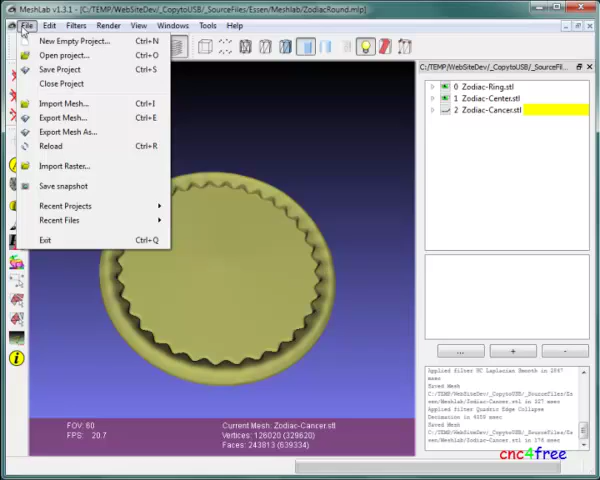 MeshLab v1.3.1 - [C:/TEMP/WebSiteDev/_CopytoUSB/_SourceFiles/Essen/Meshlab/ZodiacRound.mlp]
File Edit Filters Render View Windows Tools Help
New Empty Project... Ctrl+N
Open project... Ctrl+O
Save Project Ctrl+S
Close Project
Import Mesh... Ctrl+I
Export Mesh... Ctrl+E
Export Mesh As...
Reload Ctrl+R
Import Raster...
Save snapshot
Recent Projects
Recent Files
Exit Ctrl+Q
C:/TEMP/WebSiteDev/_CopytoUSB/_SourceFil...
0 Zodiac-Ring.stl
1 Zodiac-Center.stl
2 Zodiac-Cancer.stl
... + -
Applied filter HC Laplacian Smooth in 2847
msec
Saved Mesh
C:/TEMP/WebSiteDev/_CopytoUSB/_SourceFiles/Es
sen/Meshlab/Zodiac-Cancer.stl in 327 msec
Applied filter Quadric Edge Collapse
Decimation in 6059 msec
Saved Mesh
C:/TEMP/WebSiteDev/_CopytoUSB/_SourceFiles/Es
sen/Meshlab/Zodiac-Cancer.stl in 176 msec
FOV: 60
FPS: 20.7
Current Mesh: Zodiac-Cancer.stl
Vertices: 126020 (329620)
Faces: 243813 (639334)
cnc4free